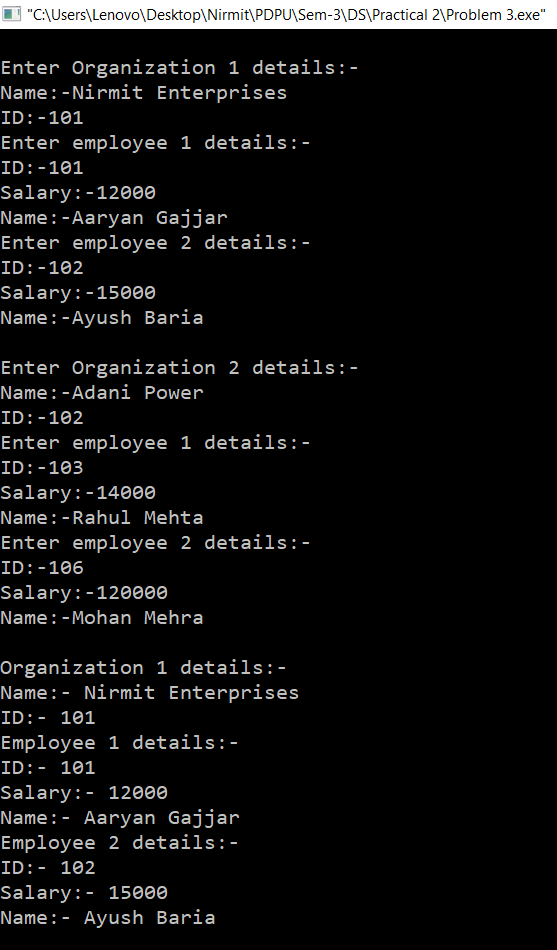 "C:\Users\Lenovo\Desktop\Nirmit\PDPU\Sem-3\DS\Practical 2\Problem 3.exe"
Enter Organization 1 details:-
Name:-Nirmit Enterprises
ID:-101
Enter employee 1 details:-
ID:-101
Salary:-12000
Name:-Aaryan Gajjar
Enter employee 2 details:-
ID:-102
Salary:-15000
Name:-Ayush Baria
Enter Organization 2 details:-
Name:-Adani Power
ID:-102
Enter employee 1 details:-
ID:-103
Salary:-14000
Name:-Rahul Mehta
Enter employee 2 details:-
ID:-106
Salary:-120000
Name:-Mohan Mehra
Organization 1 details:-
Name:- Nirmit Enterprises
ID:- 101
Employee 1 details:-
ID:- 101
Salary:- 12000
Name:- Aaryan Gajjar
Employee 2 details:-
ID:- 102
Salary:- 15000
Name:- Ayush Baria